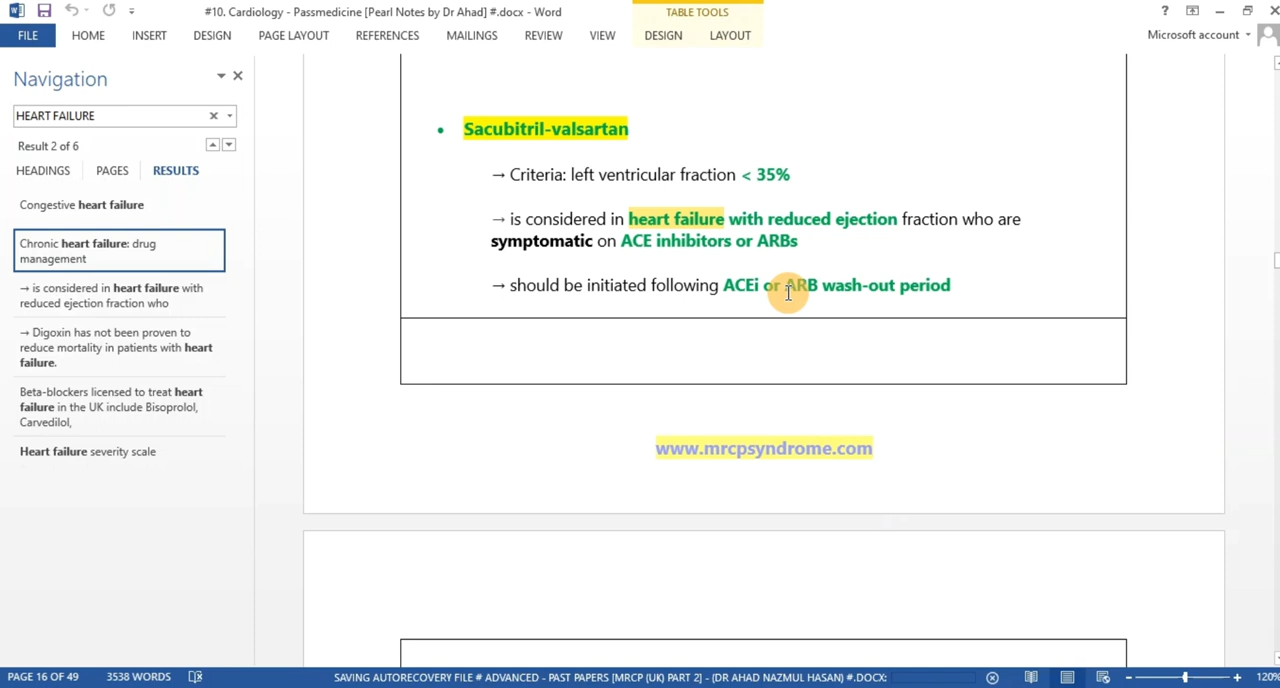 #10. Cardiology - Passmedicine [Pearl Notes by Dr Ahad] #.docx - Word
TABLE TOOLS
?
FILE HOME INSERT DESIGN PAGE LAYOUT REFERENCES MAILINGS REVIEW VIEW DESIGN LAYOUT
Microsoft account
Navigation
HEART FAILURE
Result 2 of 6
HEADINGS PAGES RESULTS
Congestive heart failure
Chronic heart failure: drug
management
→ is considered in heart failure with
reduced ejection fraction who
→ Digoxin has not been proven to
reduce mortality in patients with heart
failure.
Beta-blockers licensed to treat heart
failure in the UK include Bisoprolol,
Carvedilol,
Heart failure severity scale
• Sacubitril-valsartan
→ Criteria: left ventricular fraction < 35%
→ is considered in heart failure with reduced ejection fraction who are
symptomatic on ACE inhibitors or ARBs
→ should be initiated following ACEi or ARB wash-out period
www.mrcpsyndrome.com
PAGE 16 OF 49 3538 WORDS SAVING AUTORECOVERY FILE # ADVANCED - PAST PAPERS [MRCP (UK) PART 2] - (DR AHAD NAZMUL HASAN) #.DOCX: 120%